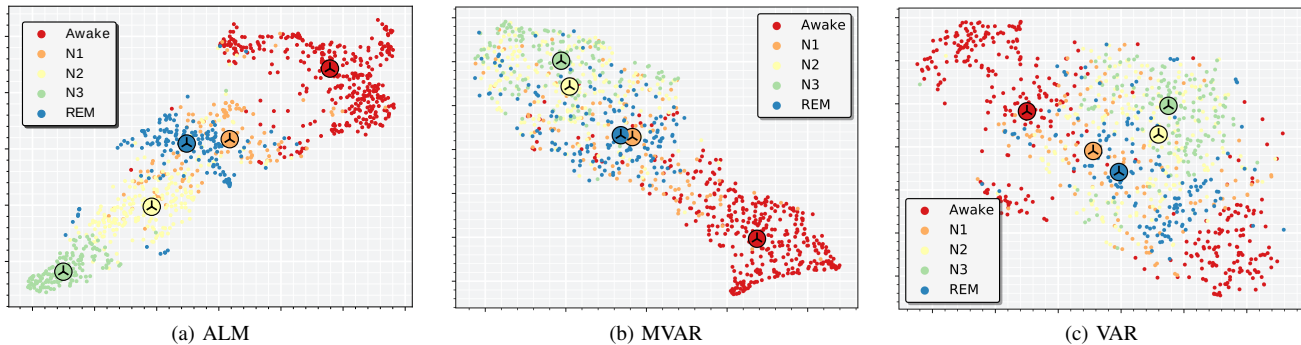 Awake
N1
N2
N3
REM
(a) ALM
Awake
N1
N2
N3
REM
(b) MVAR
Awake
N1
N2
N3
REM
(c) VAR